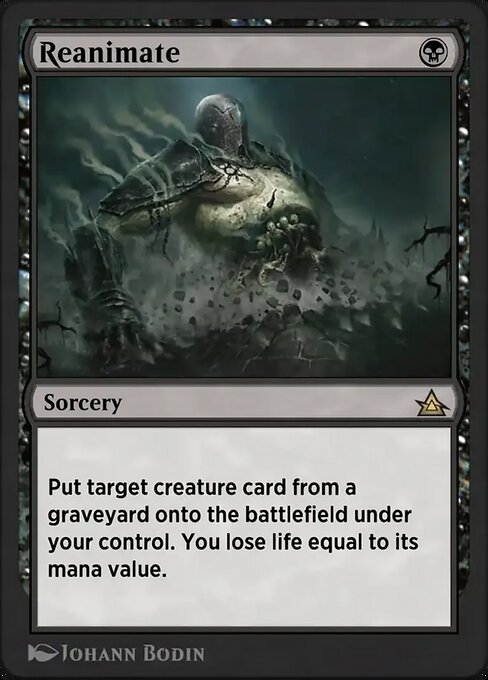 Reanimate
Sorcery
Put target creature card from a
graveyard onto the battlefield under
your control. You lose life equal to its
mana value.
Johann Bodin